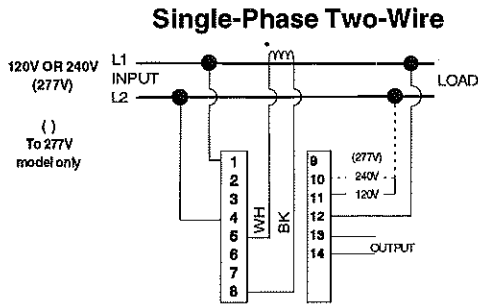 Single-Phase Two-Wire
120V OR 240V
(277V)
L1
INPUT
L2
LOAD
( )
To 277V
model only
1
2
3
4
5
6
7
8
WH
BK
9
10
11
12
13
14
(277V)
240V
120V
OUTPUT